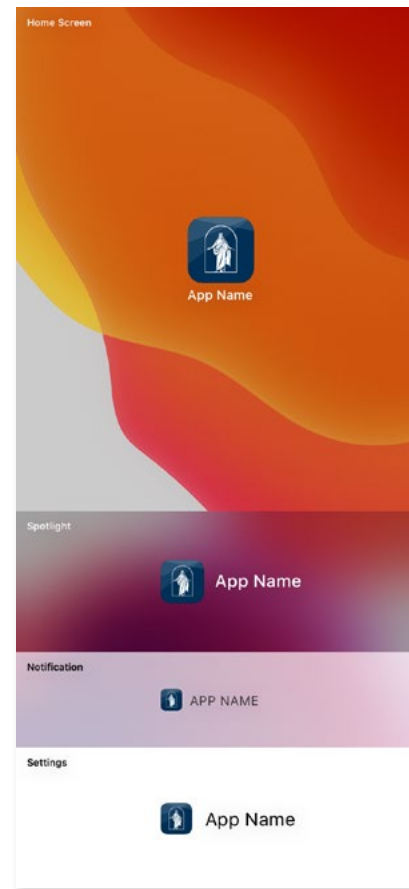 Home Screen
App Name
Spotlight
App Name
Notification
APP NAME
Settings
App Name